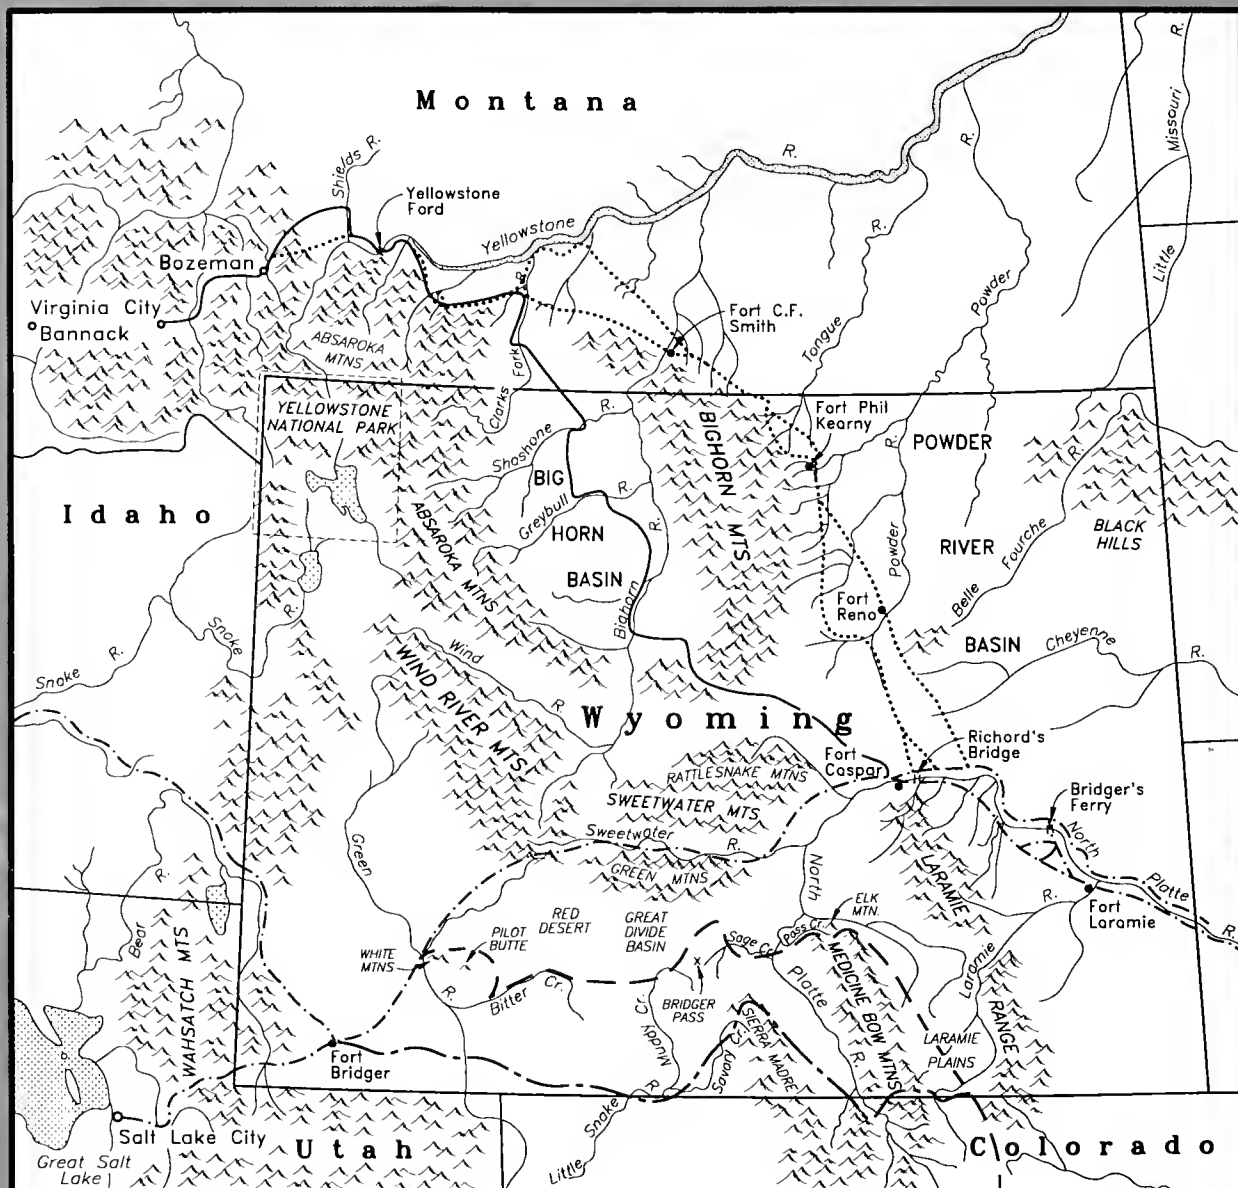 Montana
Missouri
R.
Shields R.
R.
R.
Yellowstone
Ford
Yellowstone
R.
Little
Bozeman
Powder
Virginia City
Bannack
Fort C.F.
Smith
ABSAROKA
MTNS
Tongue
Clarks Fork
YELLOWSTONE
NATIONAL PARK
R.
Fort Phil
Kearny
Shoshone
BIGHORN MTS
R.
POWDER
R.
BIG
Greybull
R.
Idaho
ABSAROKA MTNS
R.
HORN
RIVER
Fourche
BLACK
HILLS
BASIN
Powder
Bighorn
Fort
Reno
Belle
R.
Snake
Wind
BASIN
Cheyenne
R.
Snake
R.
WIND RIVER MTS
R.
Wyoming
Richard's
Bridge
Fort
Caspar
RATTLESNAKE MTNS
SWEETWATER MTS
Bridger's
Ferry
Sweetwater
R.
North
Green
GREEN MTNS
North
LARAMIE
Platte
R.
R.
R.
ELK
MTN.
Fort
Laramie
RED
DESERT
GREAT
DIVIDE
BASIN
PILOT
BUTTE
Pass Cr.
Sage Cr.
Bear
WAHSATCH MTS
WHITE
MTNS
MEDICINE BOW MTNS
Laramie
R.
Bitter
Cr.
x
BRIDGER
PASS
Platte
RANGE
Muddy
Cr.
SIERRA MADRE
LARAMIE
PLAINS
Fort
Bridger
Savory Cr.
R.
R.
Snake
Little
Salt Lake City
Utah
Colorado
Great Salt
Lake